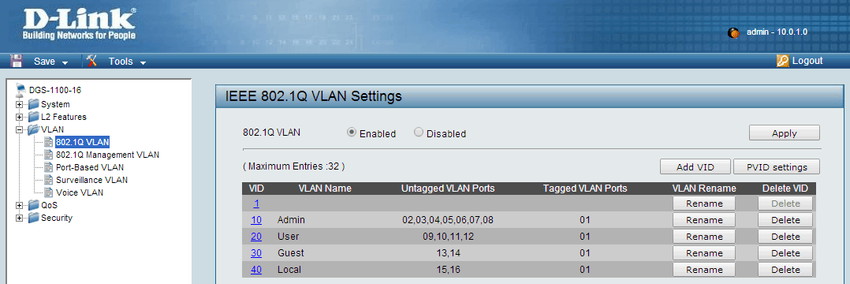 D-Link
Building Networks for People
admin - 10.0.1.0
Save Tools Logout
DGS-1100-16
System
L2 Features
VLAN
802.1Q VLAN
802.1Q Management VLAN
Port-Based VLAN
Surveillance VLAN
Voice VLAN
QoS
Security
IEEE 802.1Q VLAN Settings
802.1Q VLAN Enabled Disabled Apply
( Maximum Entries :32 ) Add VID PVID settings
VID VLAN Name Untagged VLAN Ports Tagged VLAN Ports VLAN Rename Delete VID
1 Rename Delete
10 Admin 02,03,04,05,06,07,08 01 Rename Delete
20 User 09,10,11,12 01 Rename Delete
30 Guest 13,14 01 Rename Delete
40 Local 15,16 01 Rename Delete